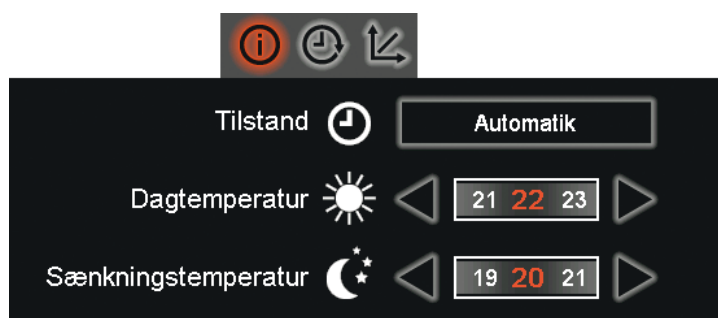 Tilstand Automatik
Dagtemperatur 21 22 23
Sænkningstemperatur 19 20 21